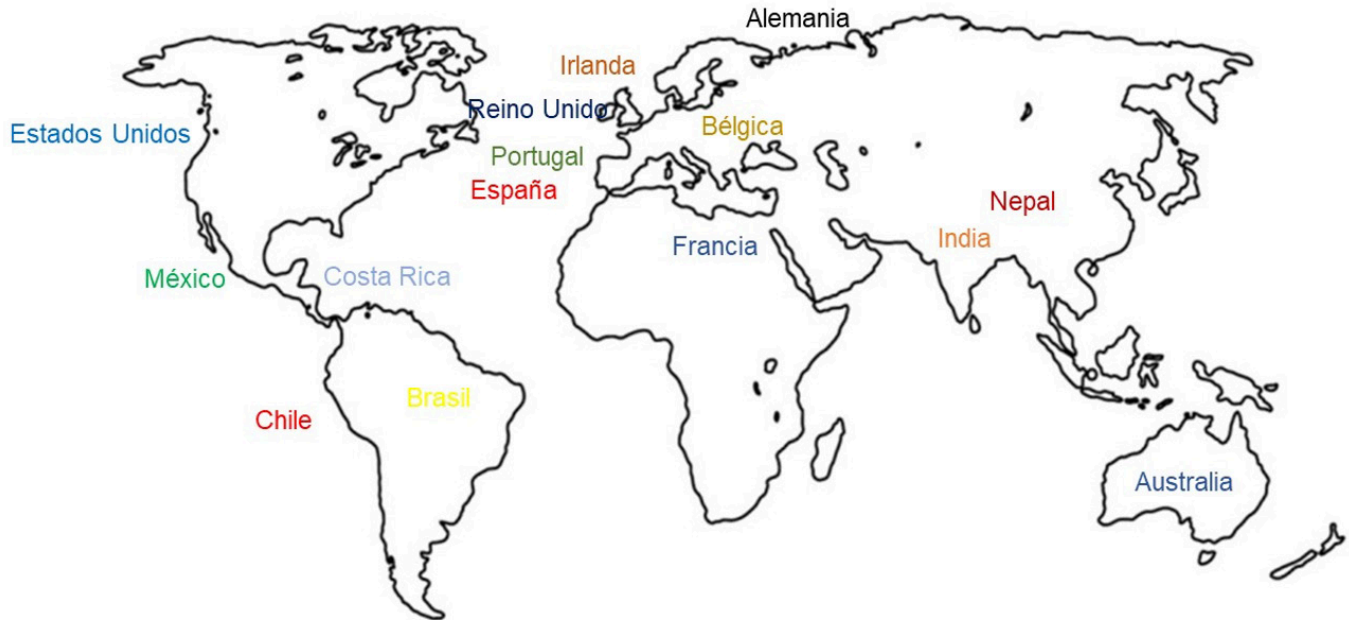 Alemania
Irlanda
Reino Unido
Estados Unidos
Bélgica
Portugal
España
Nepal
Francia
India
México
Costa Rica
Brasil
Chile
Australia